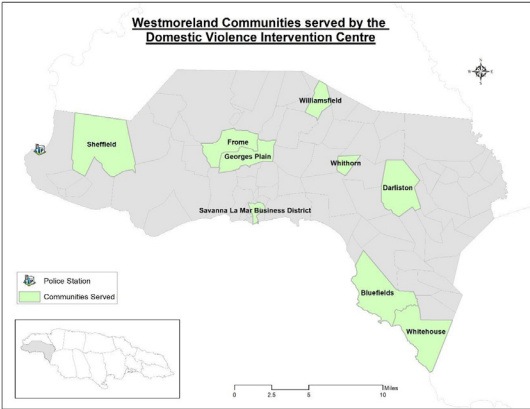 Westmoreland Communities served by the
Domestic Violence Intervention Centre
N
Williamsfield
Sheffield
Frome
Georges Plain
Whithorn
Darliston
Savanna La Mar Business District
Police Station
Communities Served
Bluefields
Whitehouse
0 2.5 5 10 Miles